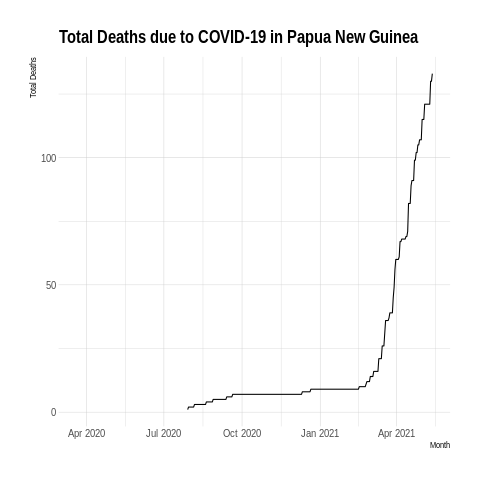 Total Deaths due to COVID-19 in Papua New Guinea
Total Deaths
100
50
0
Apr 2020 Jul 2020 Oct 2020 Jan 2021 Apr 2021
Month